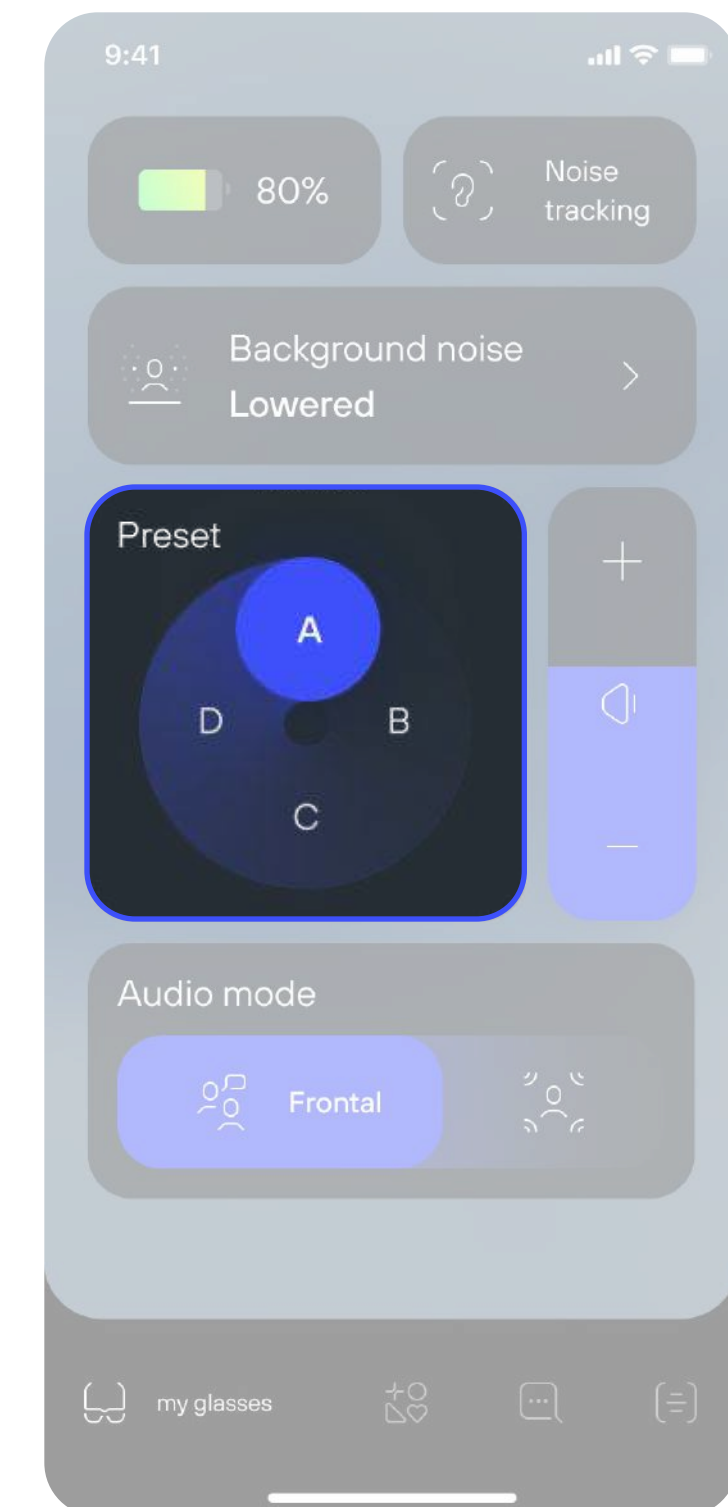 9:41
80%
Noise
tracking
Background noise
Lowered
Preset
A
D
B
C
Audio mode
Frontal
my glasses